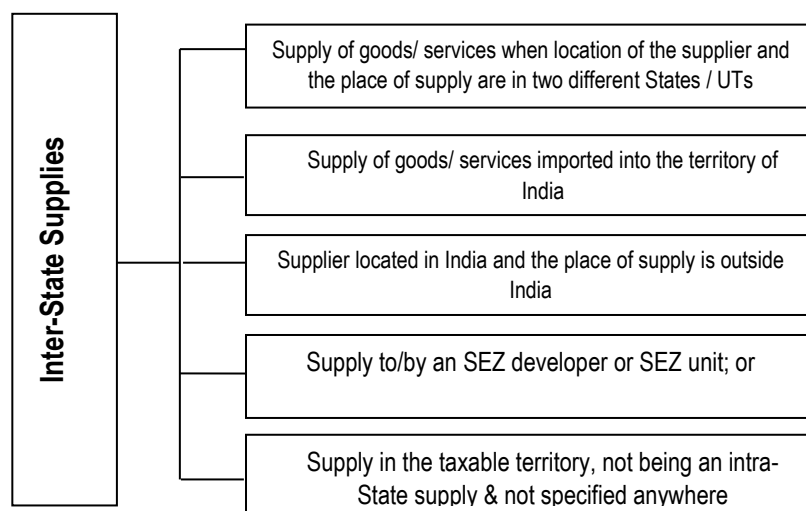 Inter-State Supplies
Supply of goods/ services when location of the supplier and
the place of supply are in two different States / UTs
Supply of goods/ services imported into the territory of
India
Supplier located in India and the place of supply is outside
India
Supply to/by an SEZ developer or SEZ unit; or
Supply in the taxable territory, not being an intra-
State supply & not specified anywhere